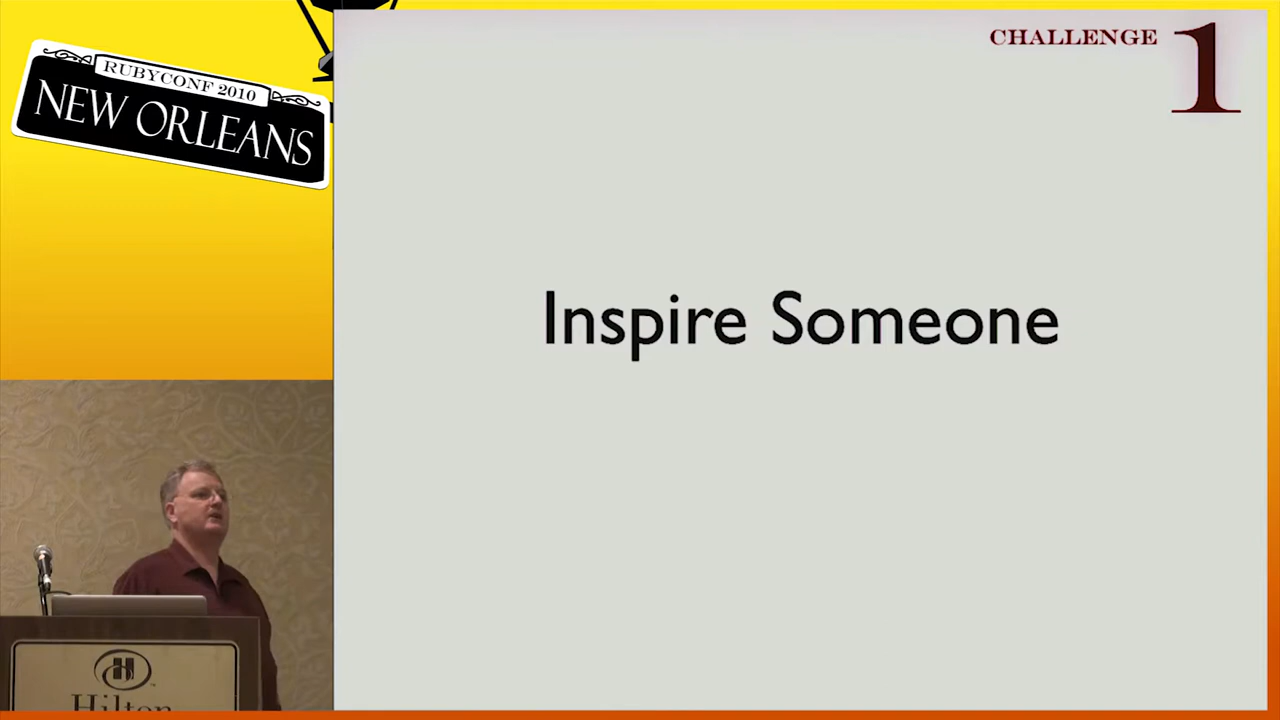 RUBYCONF 2010
NEW ORLEANS
CHALLENGE 1
Inspire Someone
H
Hilton